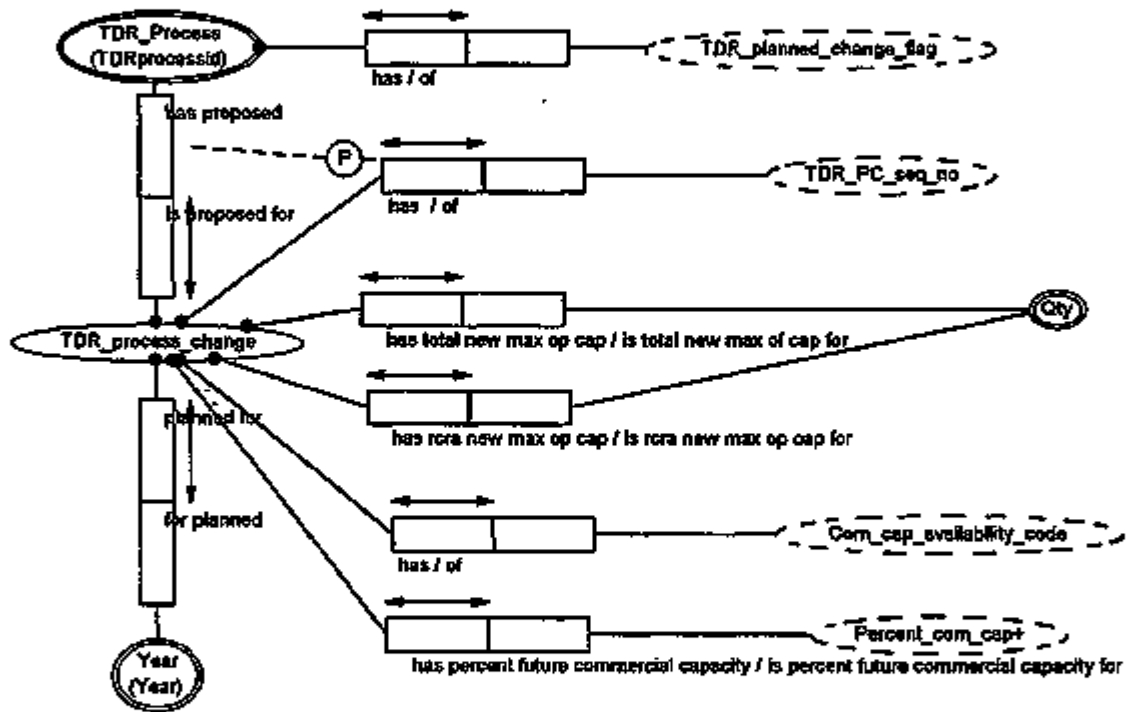 TDR_Process
(TDRprocessid)
TDR_planned_change_flag
has / of
has proposed
P
TDR_PC_seq_no
has / of
is proposed for
Qty
TDR_process_change
has total new max op cap / is total new max of cap for
planned for
has rcra new max op cap / is rcra new max op cap for
for planned
Com_cap_availability_code
has / of
Percent_com_cap+
has percent future commercial capacity / is percent future commercial capacity for
Year
(Year)